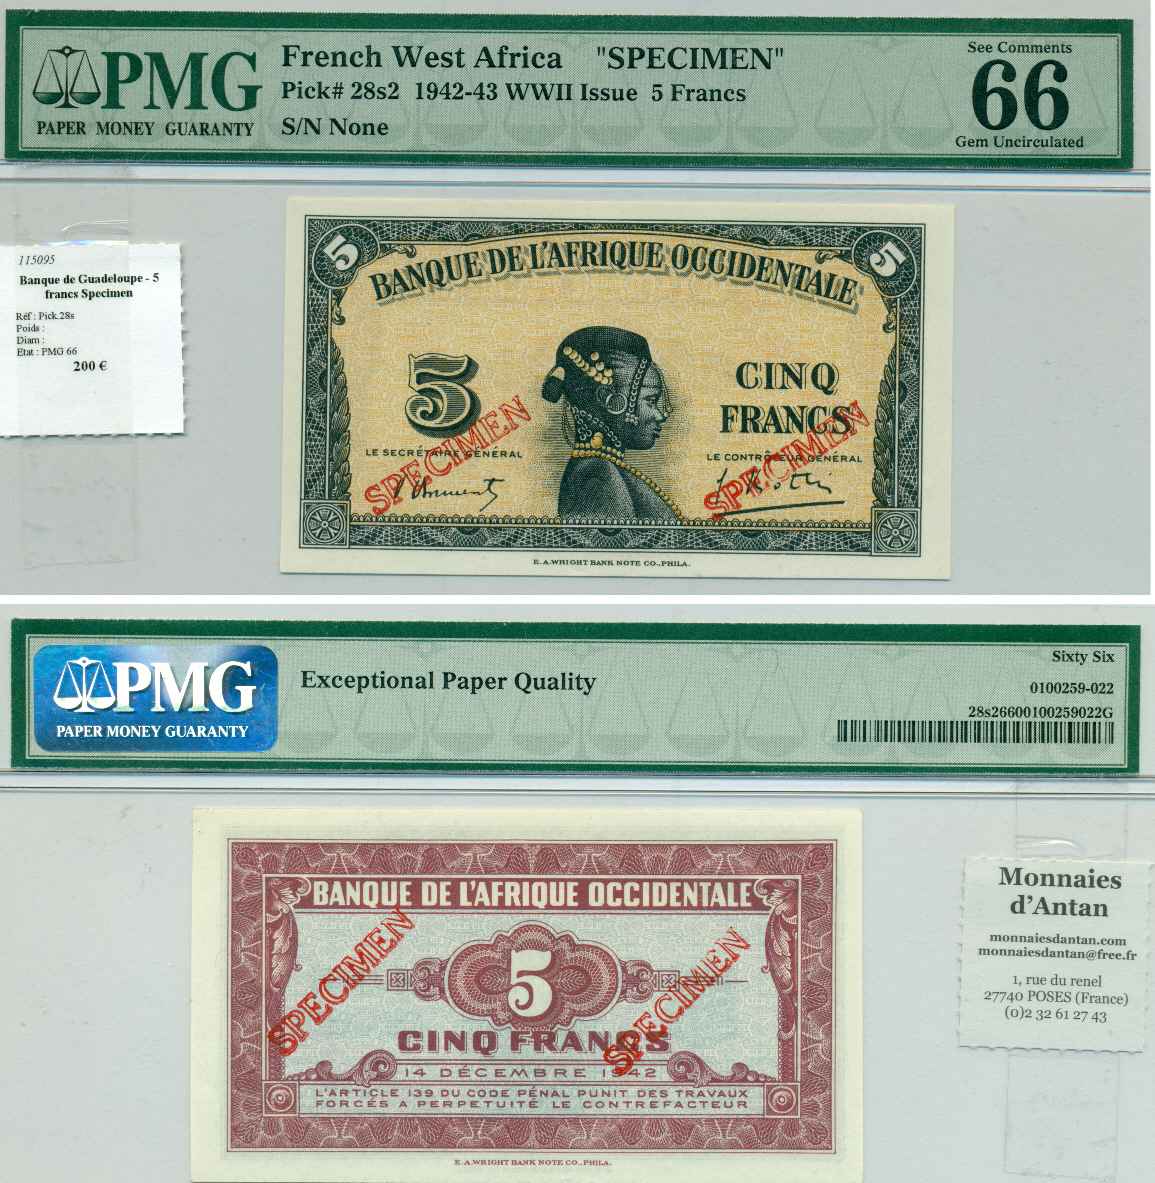 PMG
PAPER MONEY GUARANTY
French West Africa "SPECIMEN"
Pick# 28s2 1942-43 WWII Issue 5 Francs
S/N None
See Comments
66
Gem Uncirculated
115095
Banque de Guadeloupe - 5
francs Specimen
Réf : Pick.28s
Poids :
Diam :
Etat : PMG 66
200 €
5
5
BANQUE DE L'AFRIQUE OCCIDENTALE
5
CINQ
FRANCS
LE SECRÉTAIRE GÉNÉRAL
LE CONTRÔLEUR GÉNÉRAL
SPECIMEN
SPECIMEN
E. A. WRIGHT BANK NOTE CO., PHILA.
PMG
PAPER MONEY GUARANTY
Exceptional Paper Quality
Sixty Six
0100259-022
28s26600100259022G
BANQUE DE L'AFRIQUE OCCIDENTALE
SPECIMEN
SPECIMEN
5
CINQ FRANCS
14 DÉCEMBRE 1942
L'ARTICLE 139 DU CODE PÉNAL PUNIT DES TRAVAUX
FORCÉS A PERPETUITÉ LE CONTREFACTEUR
E. A. WRIGHT BANK NOTE CO., PHILA.
Monnaies
d'Antan
monnaiesdantan.com
monnaiesdantan@free.fr
1, rue du renel
27740 POSES (France)
(0)2 32 61 27 43